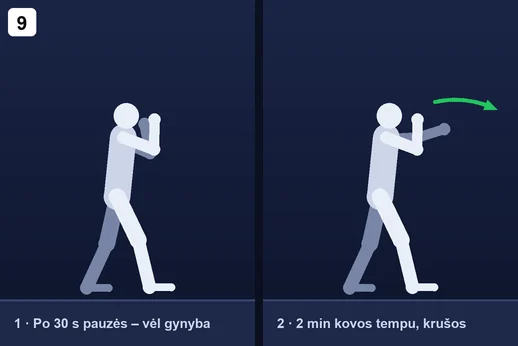 9
1 · Po 30 s pauzės – vėl gynyba
2 · 2 min kovos tempu, krušos